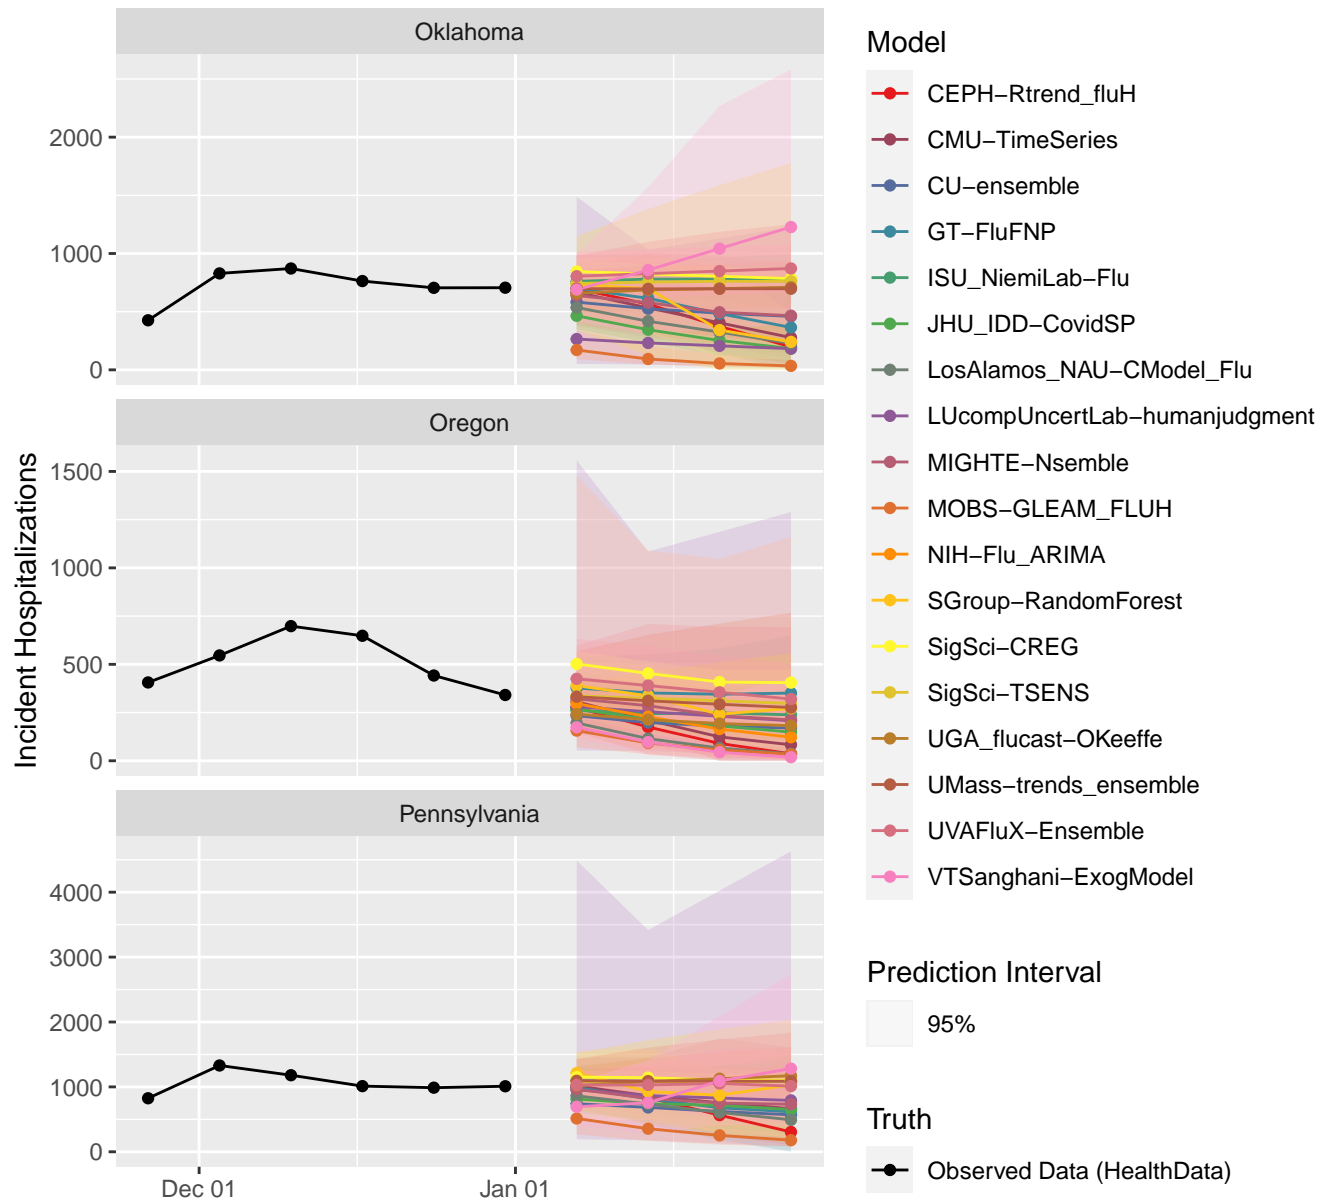 Oklahoma
2000
1000
0
Oregon
1500
1000
500
0
Pennsylvania
4000
3000
2000
1000
0
Dec 01 Jan 01
Incident Hospitalizations
Model
CEPH−Rtrend_fluH
CMU−TimeSeries
CU−ensemble
GT−FluFNP
ISU_NiemiLab−Flu
JHU_IDD−CovidSP
LosAlamos_NAU−CModel_Flu
LUcompUncertLab−humanjudgment
MIGHTE−Nsemble
MOBS−GLEAM_FLUH
NIH−Flu_ARIMA
SGroup−RandomForest
SigSci−CREG
SigSci−TSENS
UGA_flucast−OKeeffe
UMass−trends_ensemble
UVAFluX−Ensemble
VTSanghani−ExogModel
Prediction Interval
95%
Truth
Observed Data (HealthData)